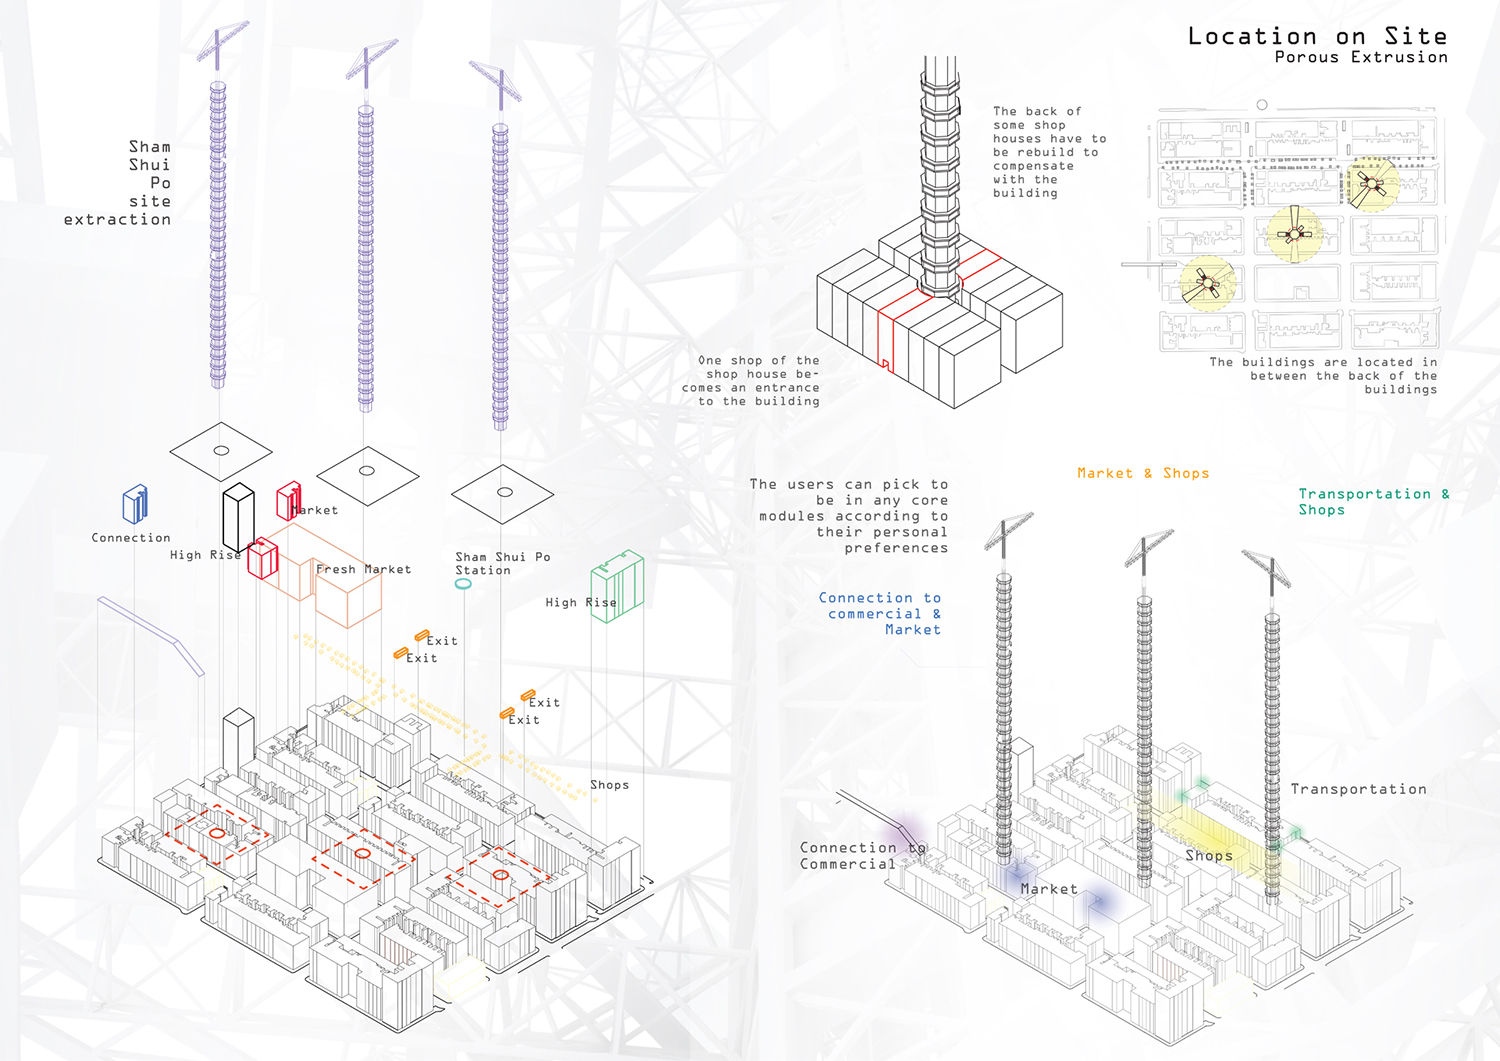 Location on Site
Porous Extrusion
Sham
Shui
Po
site
extraction
The back of
some shop
houses have to
be rebuild to
compensate
with the
building
One shop of the
shop house be-
comes an entrance
to the building
The buildings are located in
between the back of the
buildings
Connection
High Rise
Market
Fresh Market
Sham Shui Po
Station
High Rise
Exit
Exit
Exit
Exit
Shops
The users can pick to
be in any core
modules according to
their personal
preferences
Market & Shops
Transportation &
Shops
Connection to
commercial &
Market
Transportation
Shops
Connection to
Commercial
Market